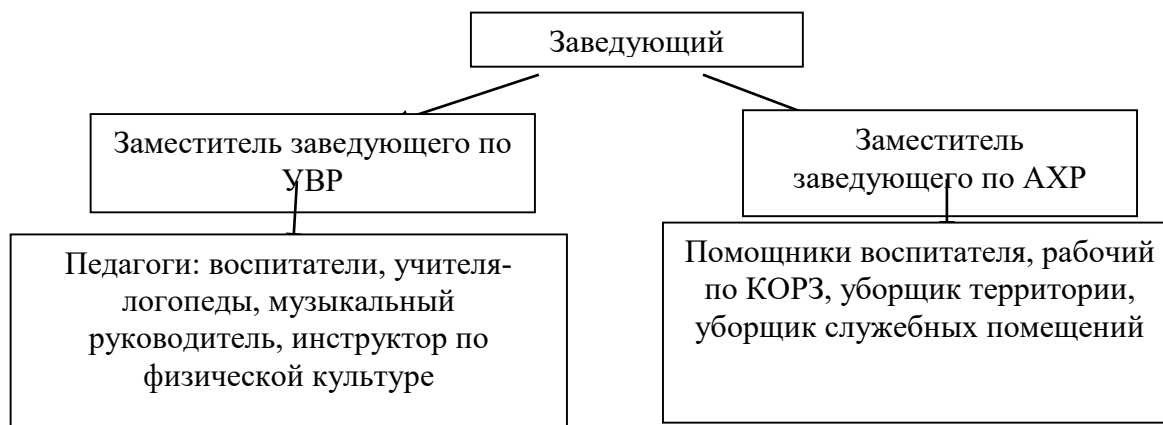 Заведующий
Заместитель заведующего по
УВР
Заместитель
заведующего по АХР
Педагоги: воспитатели, учителя-
логопеды, музыкальный
руководитель, инструктор по
физической культуре
Помощники воспитателя, рабочий
по КОРЗ, уборщик территории,
уборщик служебных помещений